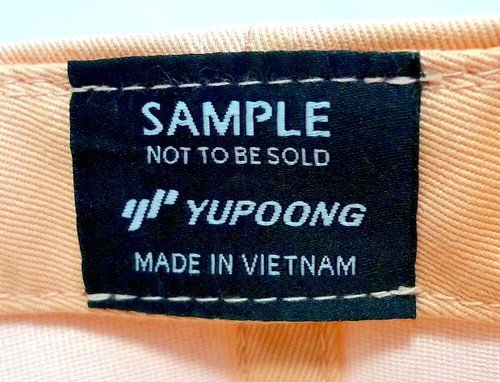 SAMPLE
NOT TO BE SOLD
YUPOONG
MADE IN VIETNAM